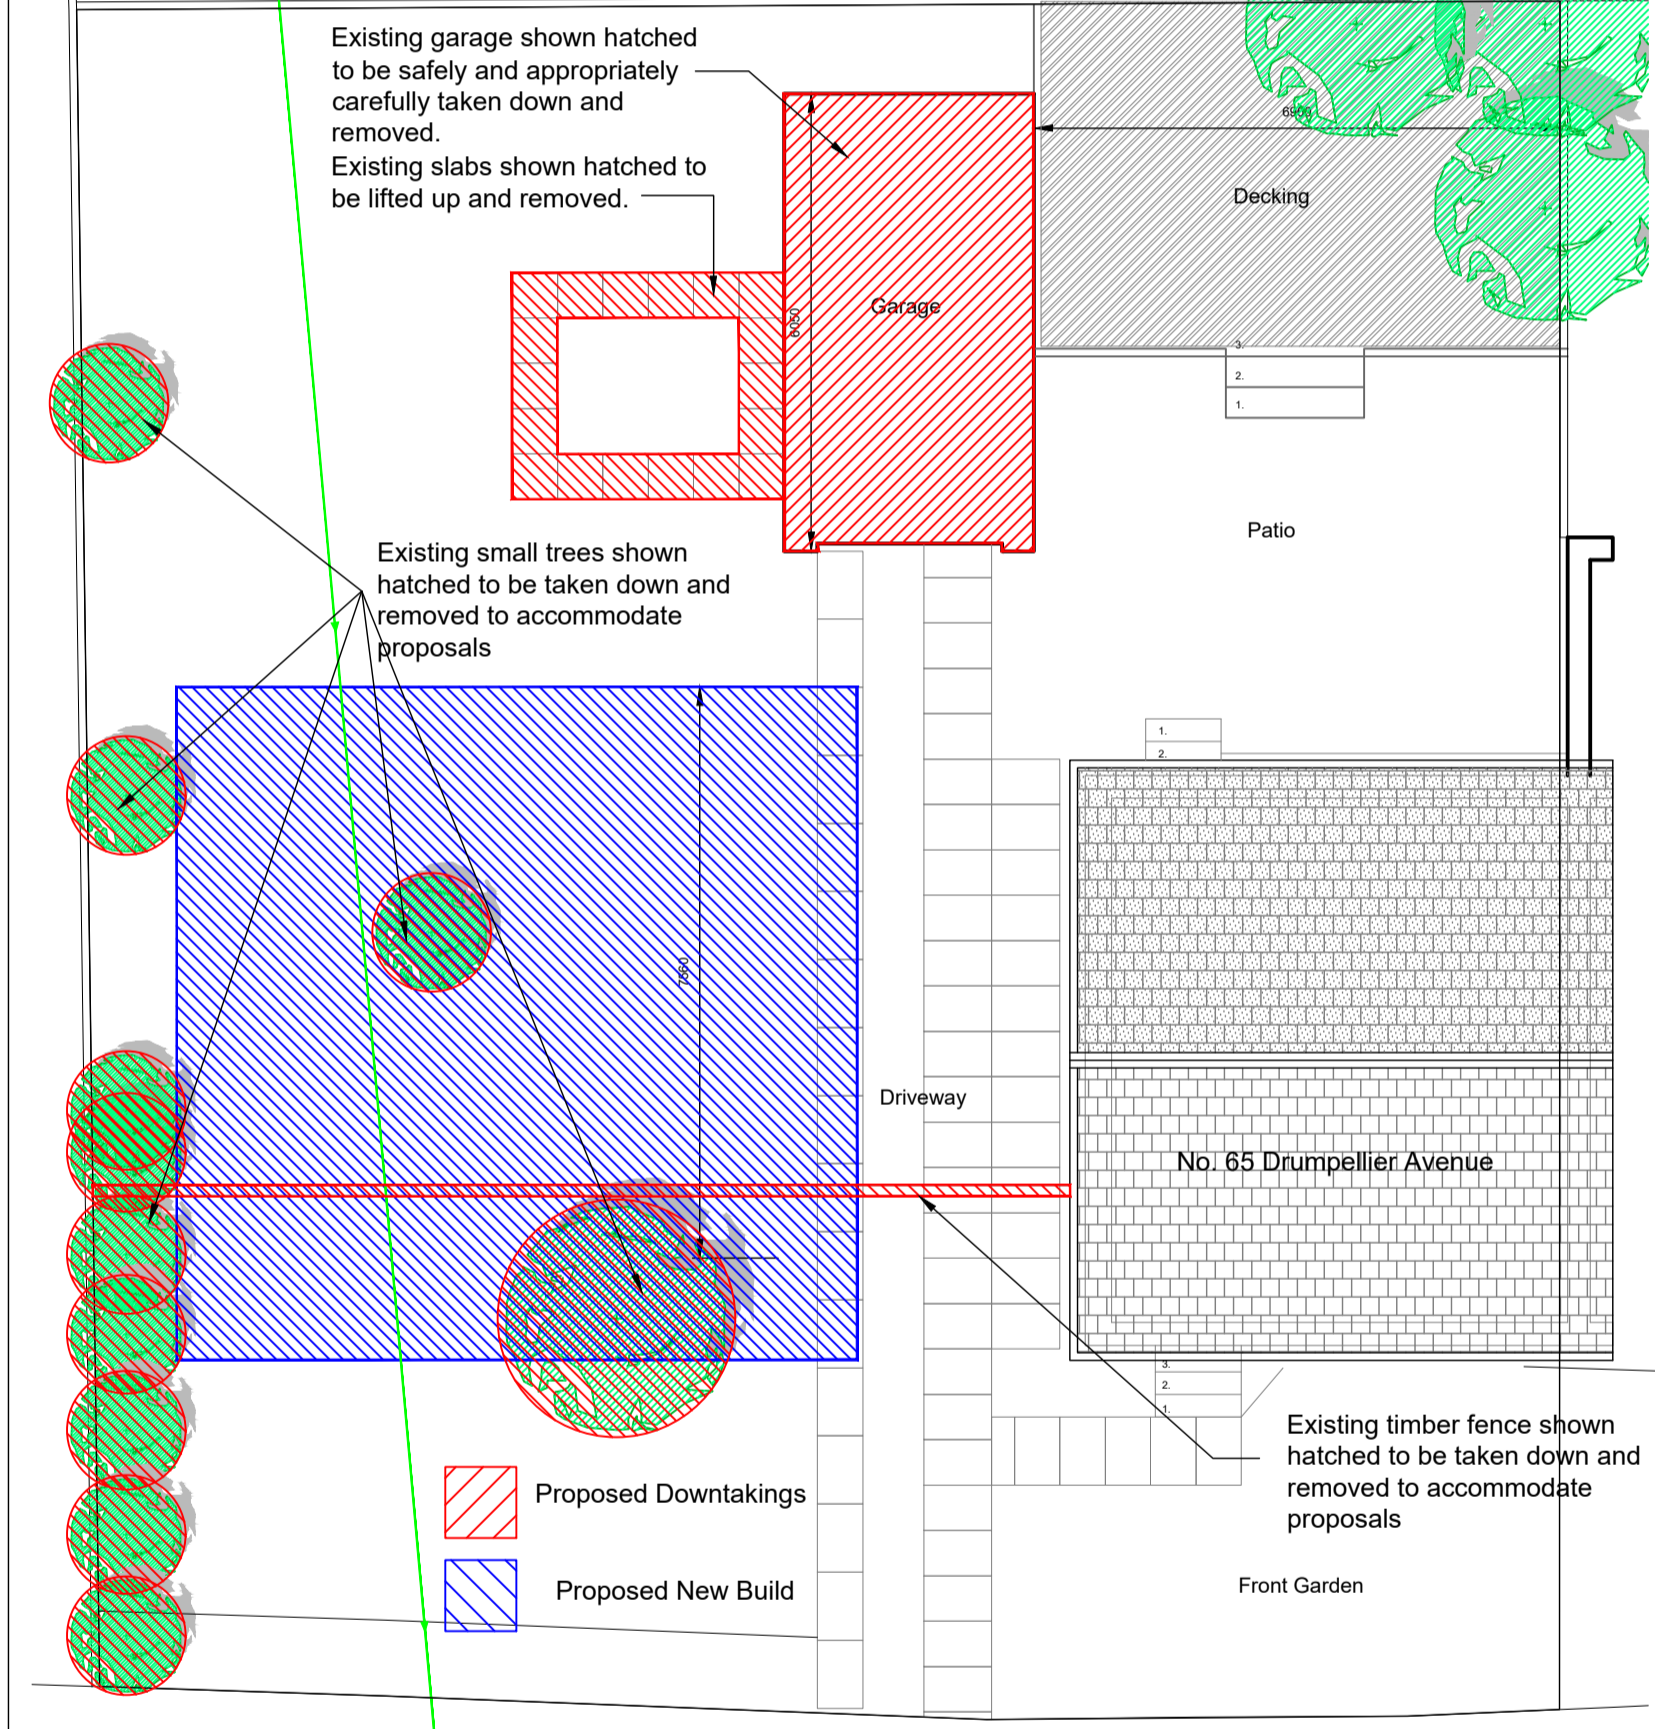 Existing garage shown hatched
to be safely and appropriately
carefully taken down and
removed.
Existing slabs shown hatched to
be lifted up and removed.
6909
Decking
Garage
6050
3.
2.
1.
Patio
Existing small trees shown
hatched to be taken down and
removed to accommodate
proposals
1.
2.
7560
Driveway
No. 65 Drumpellier Avenue
3.
2.
1.
Existing timber fence shown
hatched to be taken down and
removed to accommodate
proposals
Proposed Downtakings
Proposed New Build
Front Garden